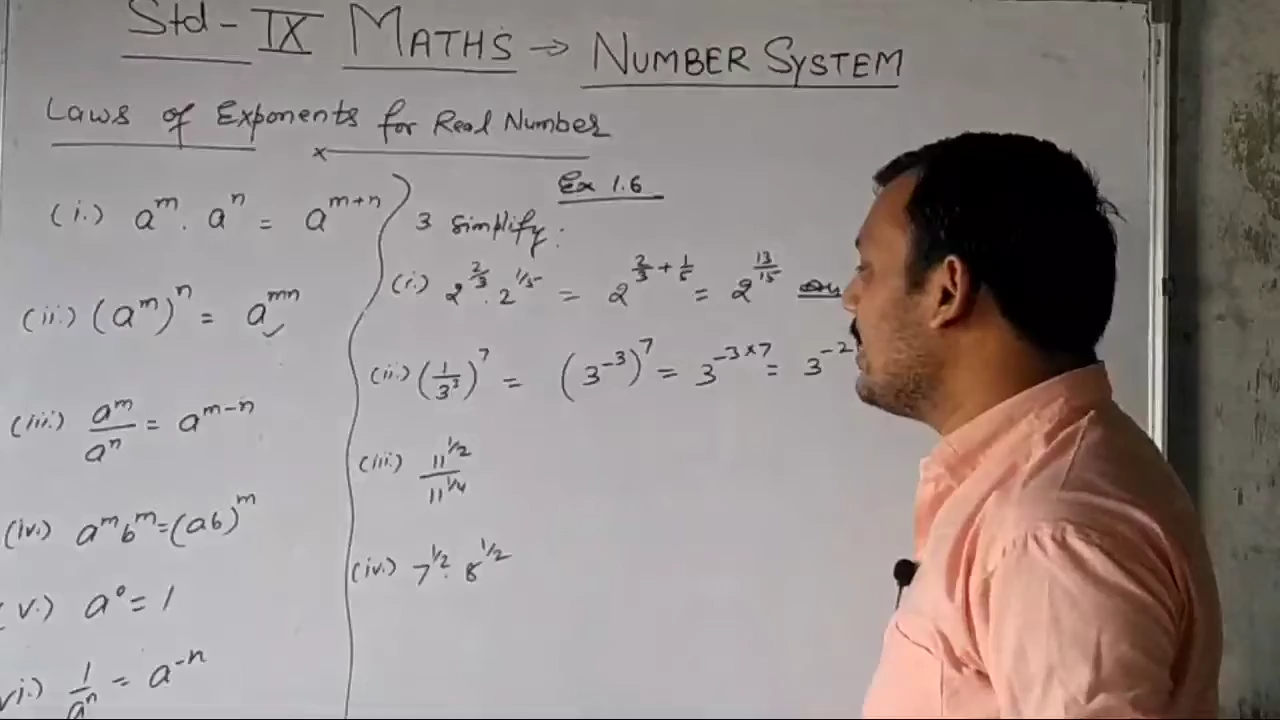 Std - IX MATHS → NUMBER SYSTEM
Laws of Exponents for Real Number
(i.) a^m . a^n = a^{m+n}
(ii.) (a^m)^n = a^{mn}
(iii.) a^m / a^n = a^{m-n}
(iv.) a^m b^m = (ab)^m
(v.) a^0 = 1
vi.) 1 / a^n = a^{-n}
Ex 1.6
3 Simplify :
(i.) 2^{2/3} . 2^{1/5} = 2^{2/3 + 1/5} = 2^{13/15}
(ii.) (1/3^3)^7 = (3^{-3})^7 = 3^{-3×7} = 3^{-2
(iii.) 11^{1/2} / 11^{1/4}
(iv.) 7^{1/2} . 8^{1/2}